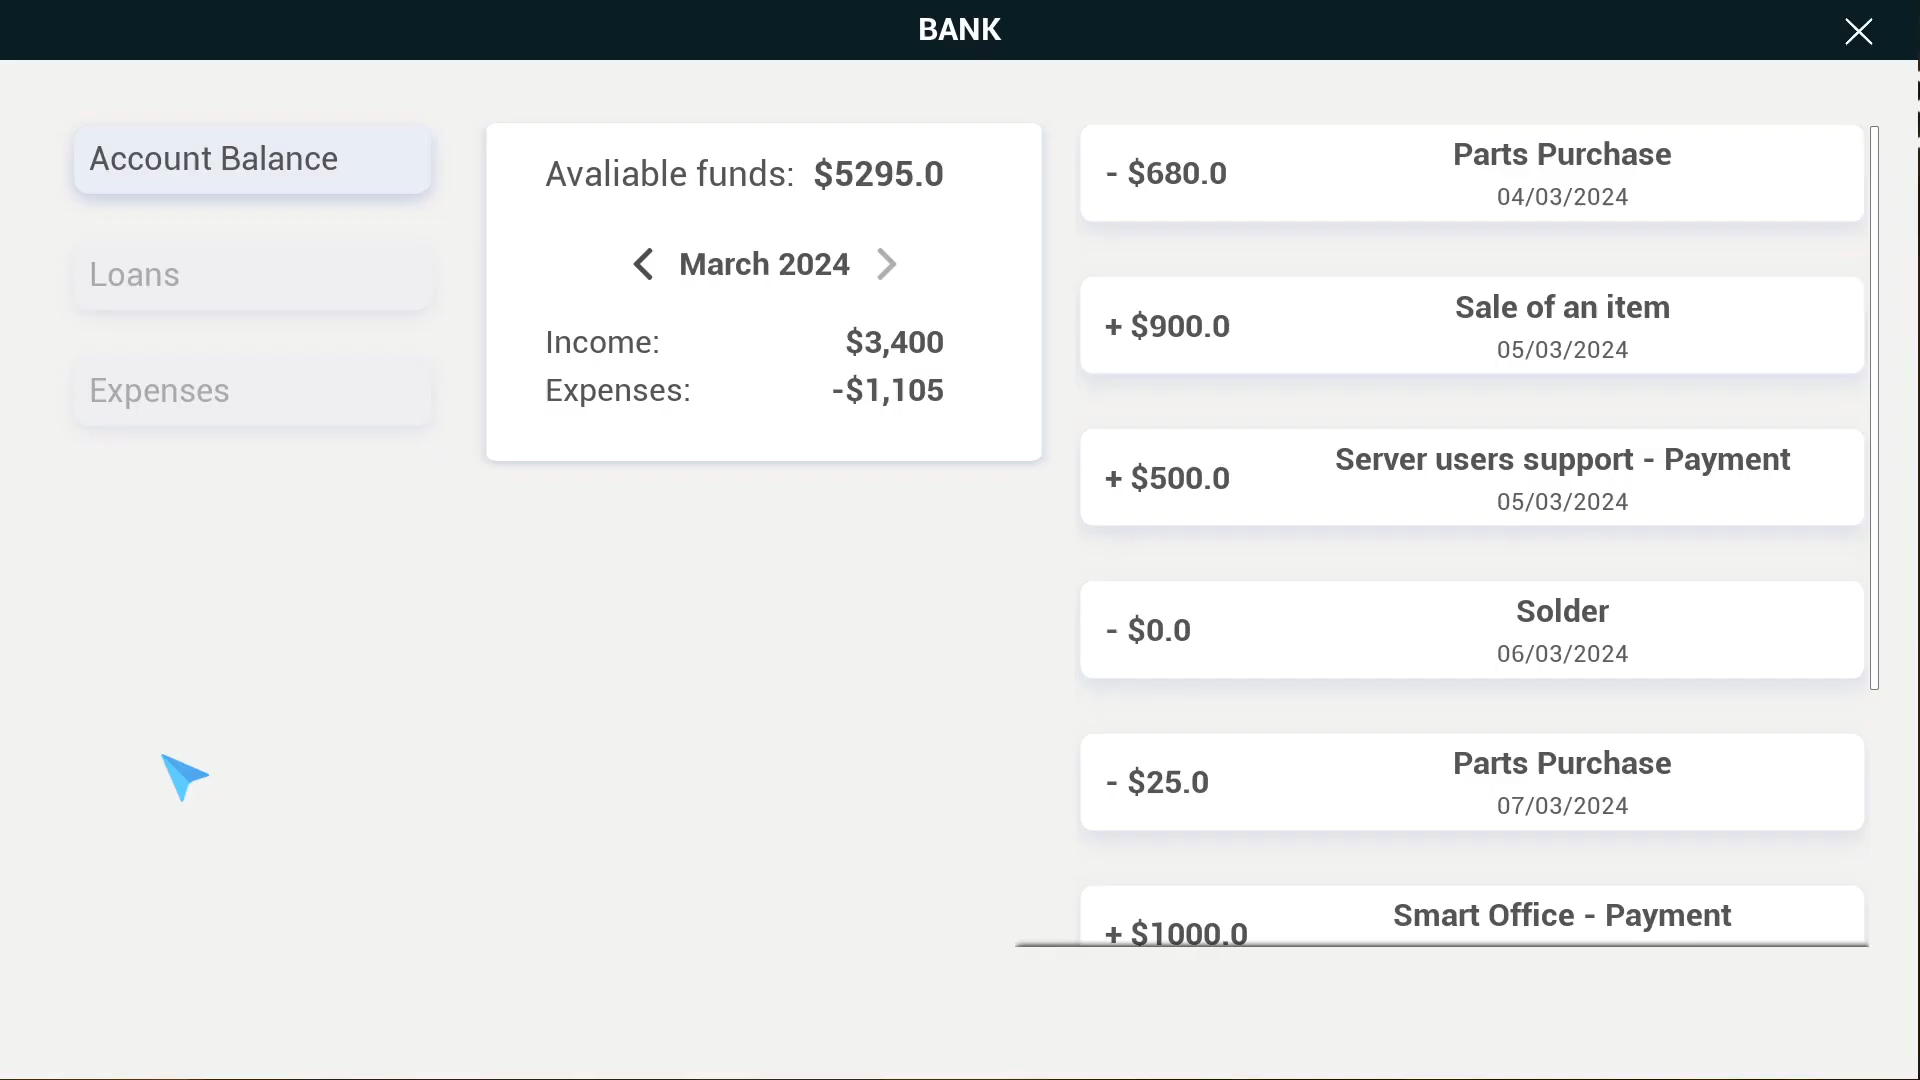 BANK
Account Balance
Loans
Expenses
Avaliable funds: $5295.0
March 2024
Income: $3,400
Expenses: -$1,105
- $680.0
Parts Purchase
04/03/2024
+ $900.0
Sale of an item
05/03/2024
+ $500.0
Server users support - Payment
05/03/2024
- $0.0
Solder
06/03/2024
- $25.0
Parts Purchase
07/03/2024
+ $1000.0
Smart Office - Payment